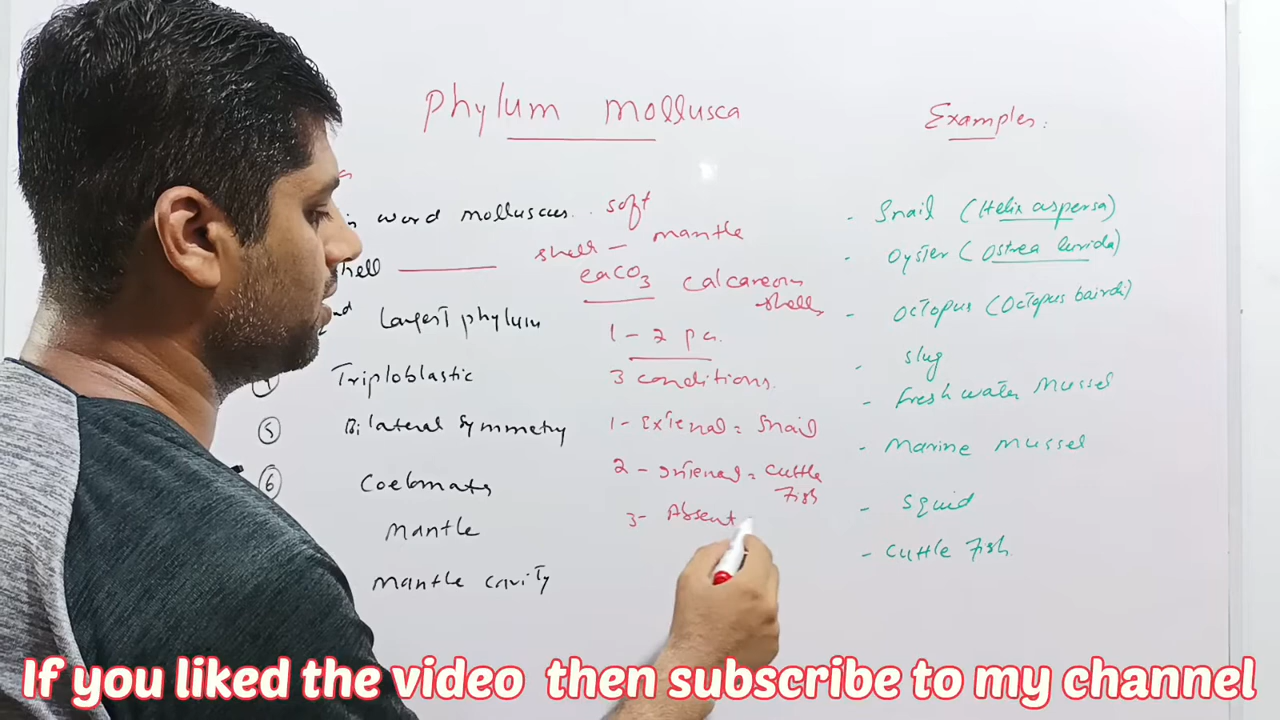 Phylum Mollusca
Examples:
word molluscus.. soft
shell — mantle
hell
CaCO3 calcareous shells
Largest phylum
1 - 2 pc.
Triploblastic
3 conditions.
5 Bilateral Symmetry
1 - External = Snail
6 Coelomates
2 - Internal = Cuttle Fish
3 - Absent
Mantle
Mantle cavity
- Snail (Helix aspersa)
- Oyster (Ostrea lurida)
- Octopus (Octopus bairdi)
- slug
- Fresh water Mussel
- Marine Mussel
- Squid
- Cuttle Fish
If you liked the video then subscribe to my channel